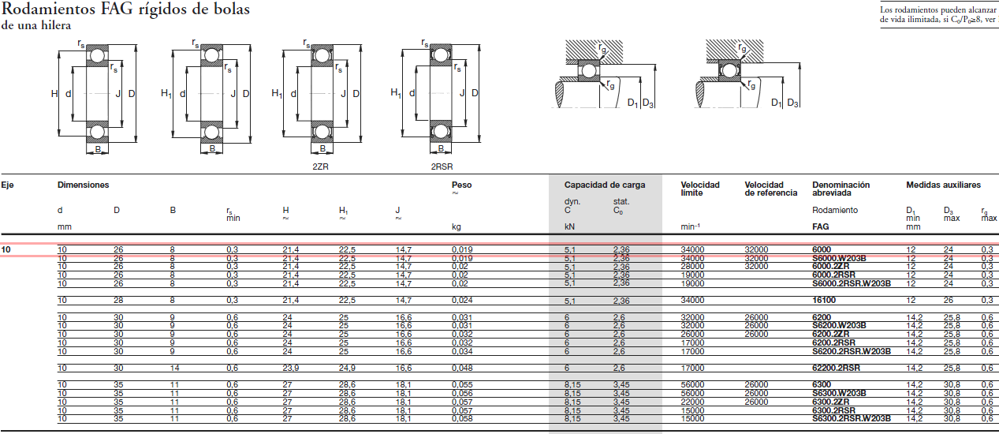 Rodamientos FAG rígidos de bolas
de una hilera
Los rodamientos pueden alcanzar
de vida ilimitada, si C0/P0≥8, ver
rs rs H d J D B
rs rs H1 d J D B
rs rs H1 d J D B
2ZR
rs rs H1 d J D B
2RSR
rg rg D1 D3
rg rg D1 D3
Eje Dimensiones Peso Capacidad de carga Velocidad límite Velocidad de referencia Denominación abreviada Medidas auxiliares
≈
dyn. stat.
d D B rs min H ≈ H1 ≈ J ≈ C C0 Rodamiento D1 min D3 max rg max
mm kg kN min–1 FAG mm
10 10 26 8 0,3 21,4 22,5 14,7 0,019 5,1 2,36 34000 32000 6000 12 24 0,3
10 26 8 0,3 21,4 22,5 14,7 0,019 5,1 2,36 34000 32000 S6000.W203B 12 24 0,3
10 26 8 0,3 21,4 22,5 14,7 0,02 5,1 2,36 28000 32000 6000.2ZR 12 24 0,3
10 26 8 0,3 21,4 22,5 14,7 0,02 5,1 2,36 19000 6000.2RSR 12 24 0,3
10 26 8 0,3 21,4 22,5 14,7 0,02 5,1 2,36 19000 S6000.2RSR.W203B 12 24 0,3
10 28 8 0,3 21,4 22,5 14,7 0,024 5,1 2,36 34000 16100 12 26 0,3
10 30 9 0,6 24 25 16,6 0,031 6 2,6 32000 26000 6200 14,2 25,8 0,6
10 30 9 0,6 24 25 16,6 0,031 6 2,6 32000 26000 S6200.W203B 14,2 25,8 0,6
10 30 9 0,6 24 25 16,6 0,032 6 2,6 26000 26000 6200.2ZR 14,2 25,8 0,6
10 30 9 0,6 24 25 16,6 0,032 6 2,6 17000 6200.2RSR 14,2 25,8 0,6
10 30 9 0,6 24 25 16,6 0,034 6 2,6 17000 S6200.2RSR.W203B 14,2 25,8 0,6
10 30 14 0,6 23,9 24,9 16,6 0,048 6 2,6 17000 62200.2RSR 14,2 25,8 0,6
10 35 11 0,6 27 28,6 18,1 0,055 8,15 3,45 56000 26000 6300 14,2 30,8 0,6
10 35 11 0,6 27 28,6 18,1 0,056 8,15 3,45 56000 26000 S6300.W203B 14,2 30,8 0,6
10 35 11 0,6 27 28,6 18,1 0,057 8,15 3,45 22000 26000 6300.2ZR 14,2 30,8 0,6
10 35 11 0,6 27 28,6 18,1 0,057 8,15 3,45 15000 6300.2RSR 14,2 30,8 0,6
10 35 11 0,6 27 28,6 18,1 0,058 8,15 3,45 15000 S6300.2RSR.W203B 14,2 30,8 0,6